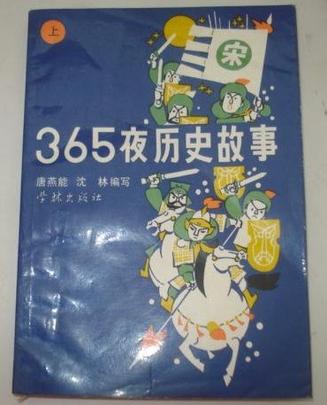 上
宋
365夜历史故事
唐燕能 沈 林编写
学林出版社